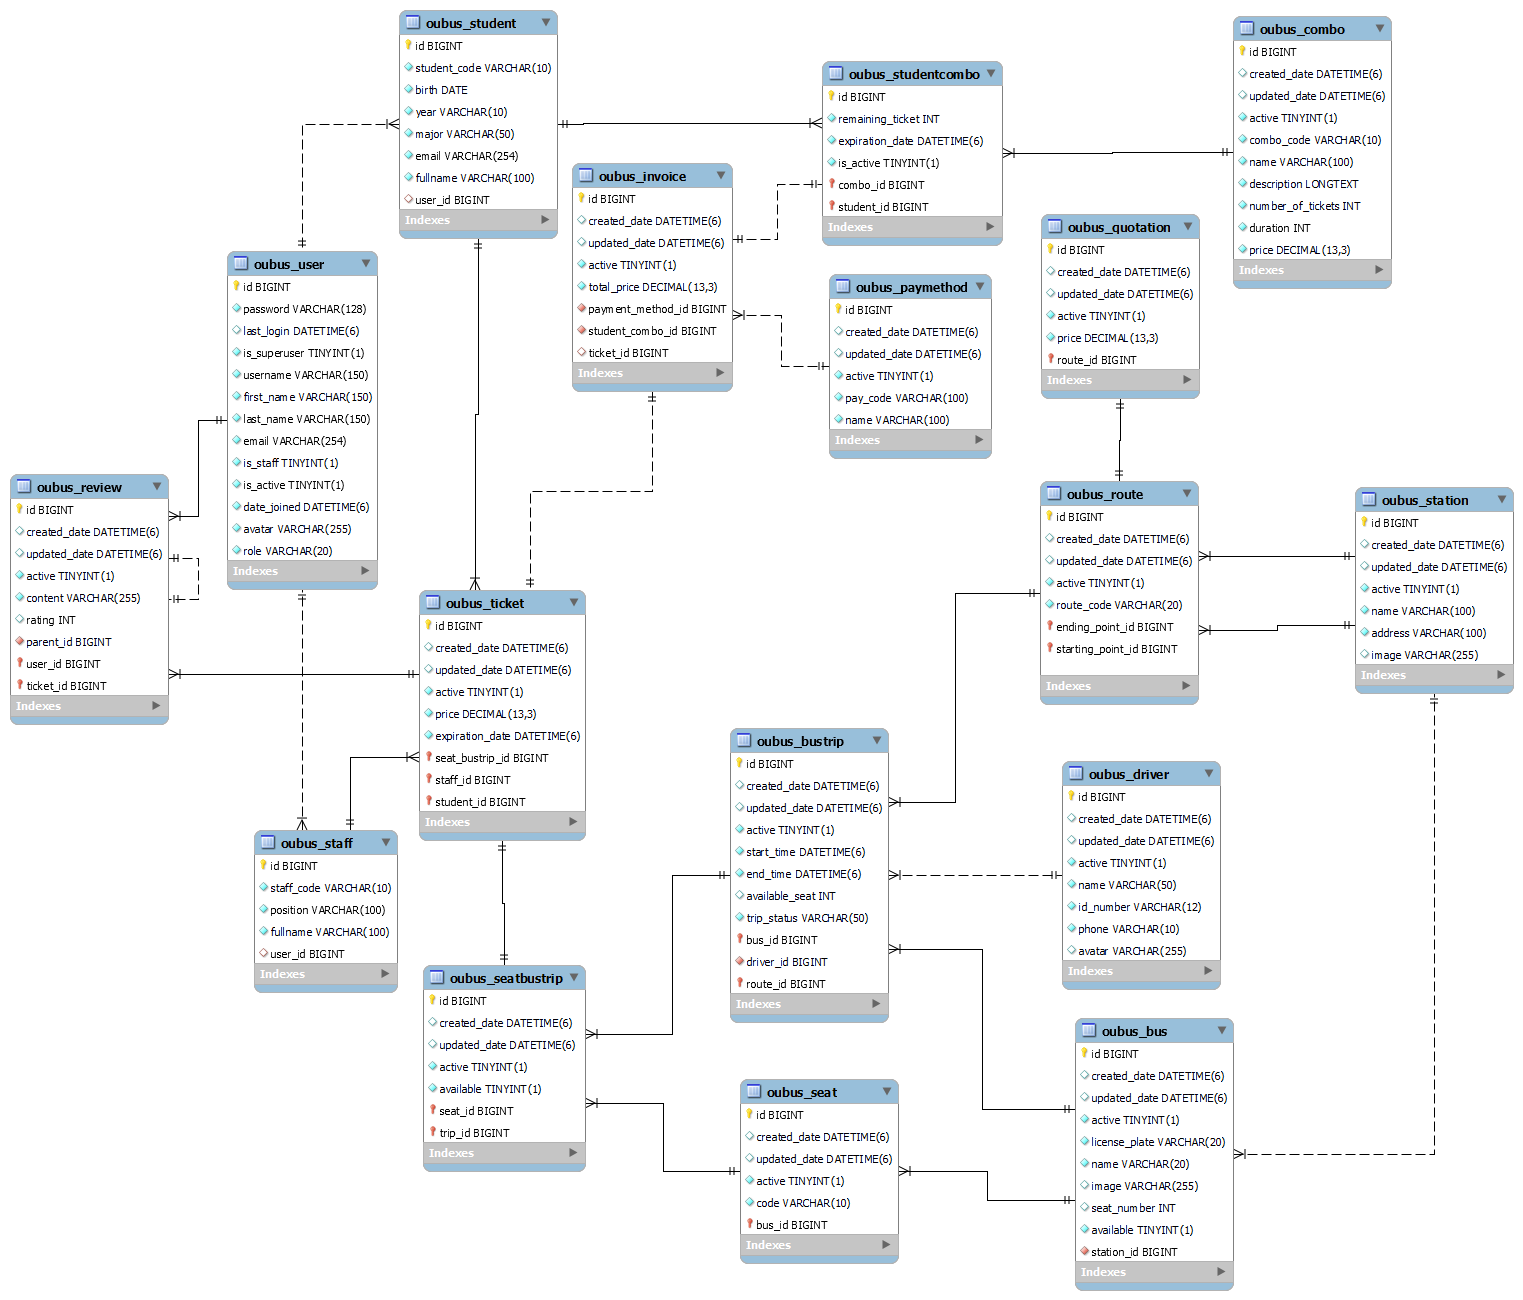 oubus_student
id BIGINT
student_code VARCHAR(10)
birth DATE
year VARCHAR(10)
major VARCHAR(50)
email VARCHAR(254)
fullname VARCHAR(100)
user_id BIGINT
Indexes
oubus_studentcombo
id BIGINT
remaining_ticket INT
expiration_date DATETIME(6)
is_active TINYINT(1)
combo_id BIGINT
student_id BIGINT
Indexes
oubus_combo
id BIGINT
created_date DATETIME(6)
updated_date DATETIME(6)
active TINYINT(1)
combo_code VARCHAR(10)
name VARCHAR(100)
description LONGTEXT
number_of_tickets INT
duration INT
price DECIMAL(13,3)
Indexes
oubus_invoice
id BIGINT
created_date DATETIME(6)
updated_date DATETIME(6)
active TINYINT(1)
total_price DECIMAL(13,3)
payment_method_id BIGINT
student_combo_id BIGINT
ticket_id BIGINT
Indexes
oubus_quotation
id BIGINT
created_date DATETIME(6)
updated_date DATETIME(6)
active TINYINT(1)
price DECIMAL(13,3)
route_id BIGINT
Indexes
oubus_user
id BIGINT
password VARCHAR(128)
last_login DATETIME(6)
is_superuser TINYINT(1)
username VARCHAR(150)
first_name VARCHAR(150)
last_name VARCHAR(150)
email VARCHAR(254)
is_staff TINYINT(1)
is_active TINYINT(1)
date_joined DATETIME(6)
avatar VARCHAR(255)
role VARCHAR(20)
Indexes
oubus_paymethod
id BIGINT
created_date DATETIME(6)
updated_date DATETIME(6)
active TINYINT(1)
pay_code VARCHAR(100)
name VARCHAR(100)
Indexes
oubus_review
id BIGINT
created_date DATETIME(6)
updated_date DATETIME(6)
active TINYINT(1)
content VARCHAR(255)
rating INT
parent_id BIGINT
user_id BIGINT
ticket_id BIGINT
Indexes
oubus_route
id BIGINT
created_date DATETIME(6)
updated_date DATETIME(6)
active TINYINT(1)
route_code VARCHAR(20)
ending_point_id BIGINT
starting_point_id BIGINT
Indexes
oubus_station
id BIGINT
created_date DATETIME(6)
updated_date DATETIME(6)
active TINYINT(1)
name VARCHAR(100)
address VARCHAR(100)
image VARCHAR(255)
Indexes
oubus_ticket
id BIGINT
created_date DATETIME(6)
updated_date DATETIME(6)
active TINYINT(1)
price DECIMAL(13,3)
expiration_date DATETIME(6)
seat_bustrip_id BIGINT
staff_id BIGINT
student_id BIGINT
Indexes
oubus_bustrip
id BIGINT
created_date DATETIME(6)
updated_date DATETIME(6)
active TINYINT(1)
start_time DATETIME(6)
end_time DATETIME(6)
available_seat INT
trip_status VARCHAR(50)
bus_id BIGINT
driver_id BIGINT
route_id BIGINT
Indexes
oubus_driver
id BIGINT
created_date DATETIME(6)
updated_date DATETIME(6)
active TINYINT(1)
name VARCHAR(50)
id_number VARCHAR(12)
phone VARCHAR(10)
avatar VARCHAR(255)
Indexes
oubus_staff
id BIGINT
staff_code VARCHAR(10)
position VARCHAR(100)
fullname VARCHAR(100)
user_id BIGINT
Indexes
oubus_seatbustrip
id BIGINT
created_date DATETIME(6)
updated_date DATETIME(6)
active TINYINT(1)
available TINYINT(1)
seat_id BIGINT
trip_id BIGINT
Indexes
oubus_seat
id BIGINT
created_date DATETIME(6)
updated_date DATETIME(6)
active TINYINT(1)
code VARCHAR(10)
bus_id BIGINT
Indexes
oubus_bus
id BIGINT
created_date DATETIME(6)
updated_date DATETIME(6)
active TINYINT(1)
license_plate VARCHAR(20)
name VARCHAR(20)
image VARCHAR(255)
seat_number INT
available TINYINT(1)
station_id BIGINT
Indexes